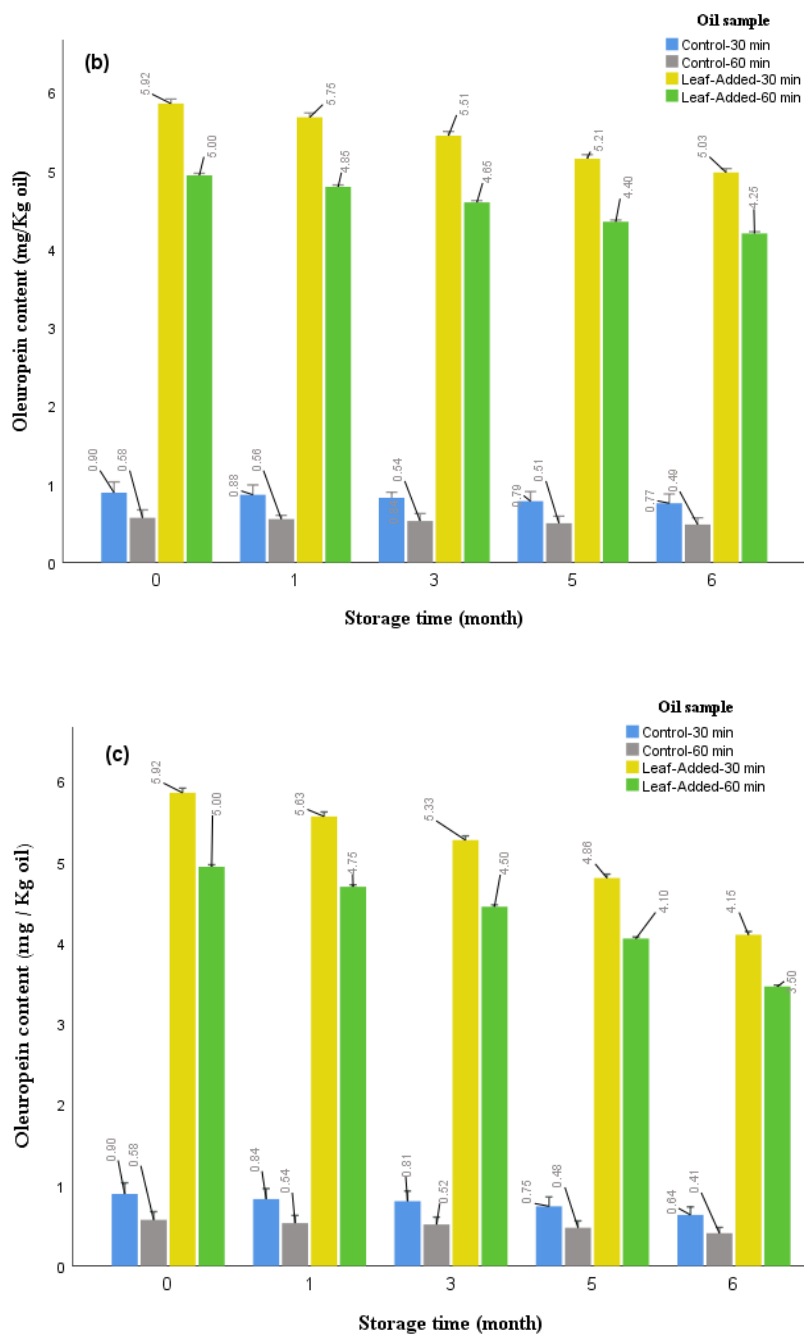 Oil sample
Control-30 min
Control-60 min
Leaf-Added-30 min
Leaf-Added-60 min
(b)
Oleuropein content (mg/Kg oil)
6
5
4
3
2
1
0
5.92
5.00
5.75
4.85
5.51
4.65
5.21
4.40
5.03
4.25
0.90
0.58
0.88
0.56
0.54
0.79
0.51
0.77
0.49
0 1 3 5 6
Storage time (month)
Oil sample
Control-30 min
Control-60 min
Leaf-Added-30 min
Leaf-Added-60 min
(c)
Oleuropein content (mg / Kg oil)
6
5
4
3
2
1
0
5.92
5.00
5.63
4.75
5.33
4.50
4.86
4.10
4.15
3.50
0.90
0.58
0.84
0.54
0.81
0.52
0.75
0.48
0.64
0.41
0 1 3 5 6
Storage time (month)